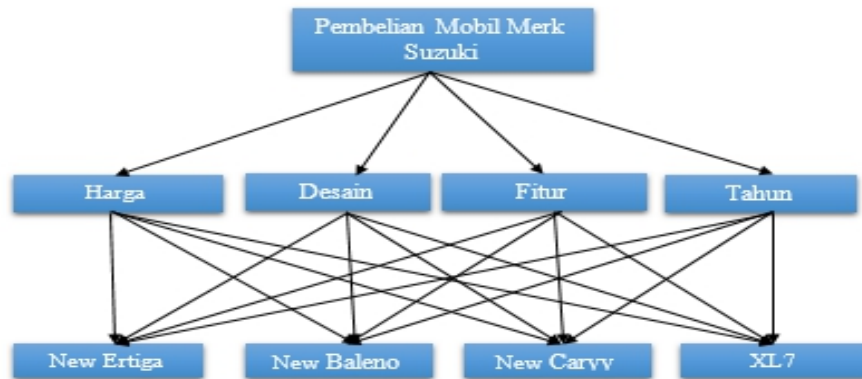 Pembelian Mobil Merk
Suzuki
Harga
Desain
Fitur
Tahun
New Ertiga
New Baleno
New Caryy
XL7